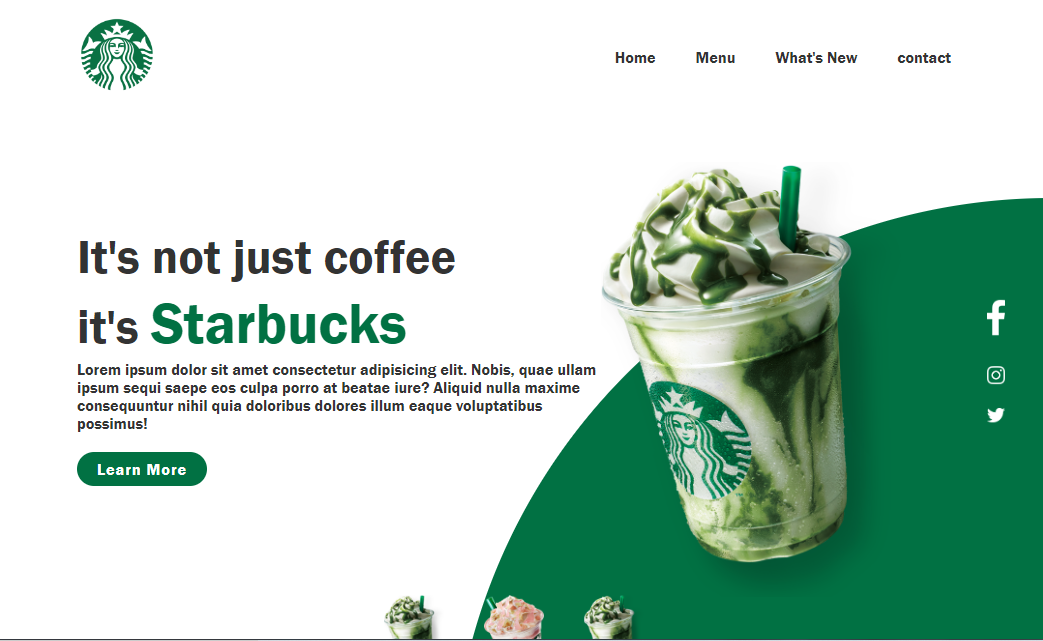 Home Menu What's New contact
It's not just coffee
it's Starbucks
Lorem ipsum dolor sit amet consectetur adipisicing elit. Nobis, quae ullam
ipsum sequi saepe eos culpa porro at beatae iure? Aliquid nulla maxime
consequuntur nihil quia doloribus dolores illum eaque voluptatibus
possimus!
Learn More